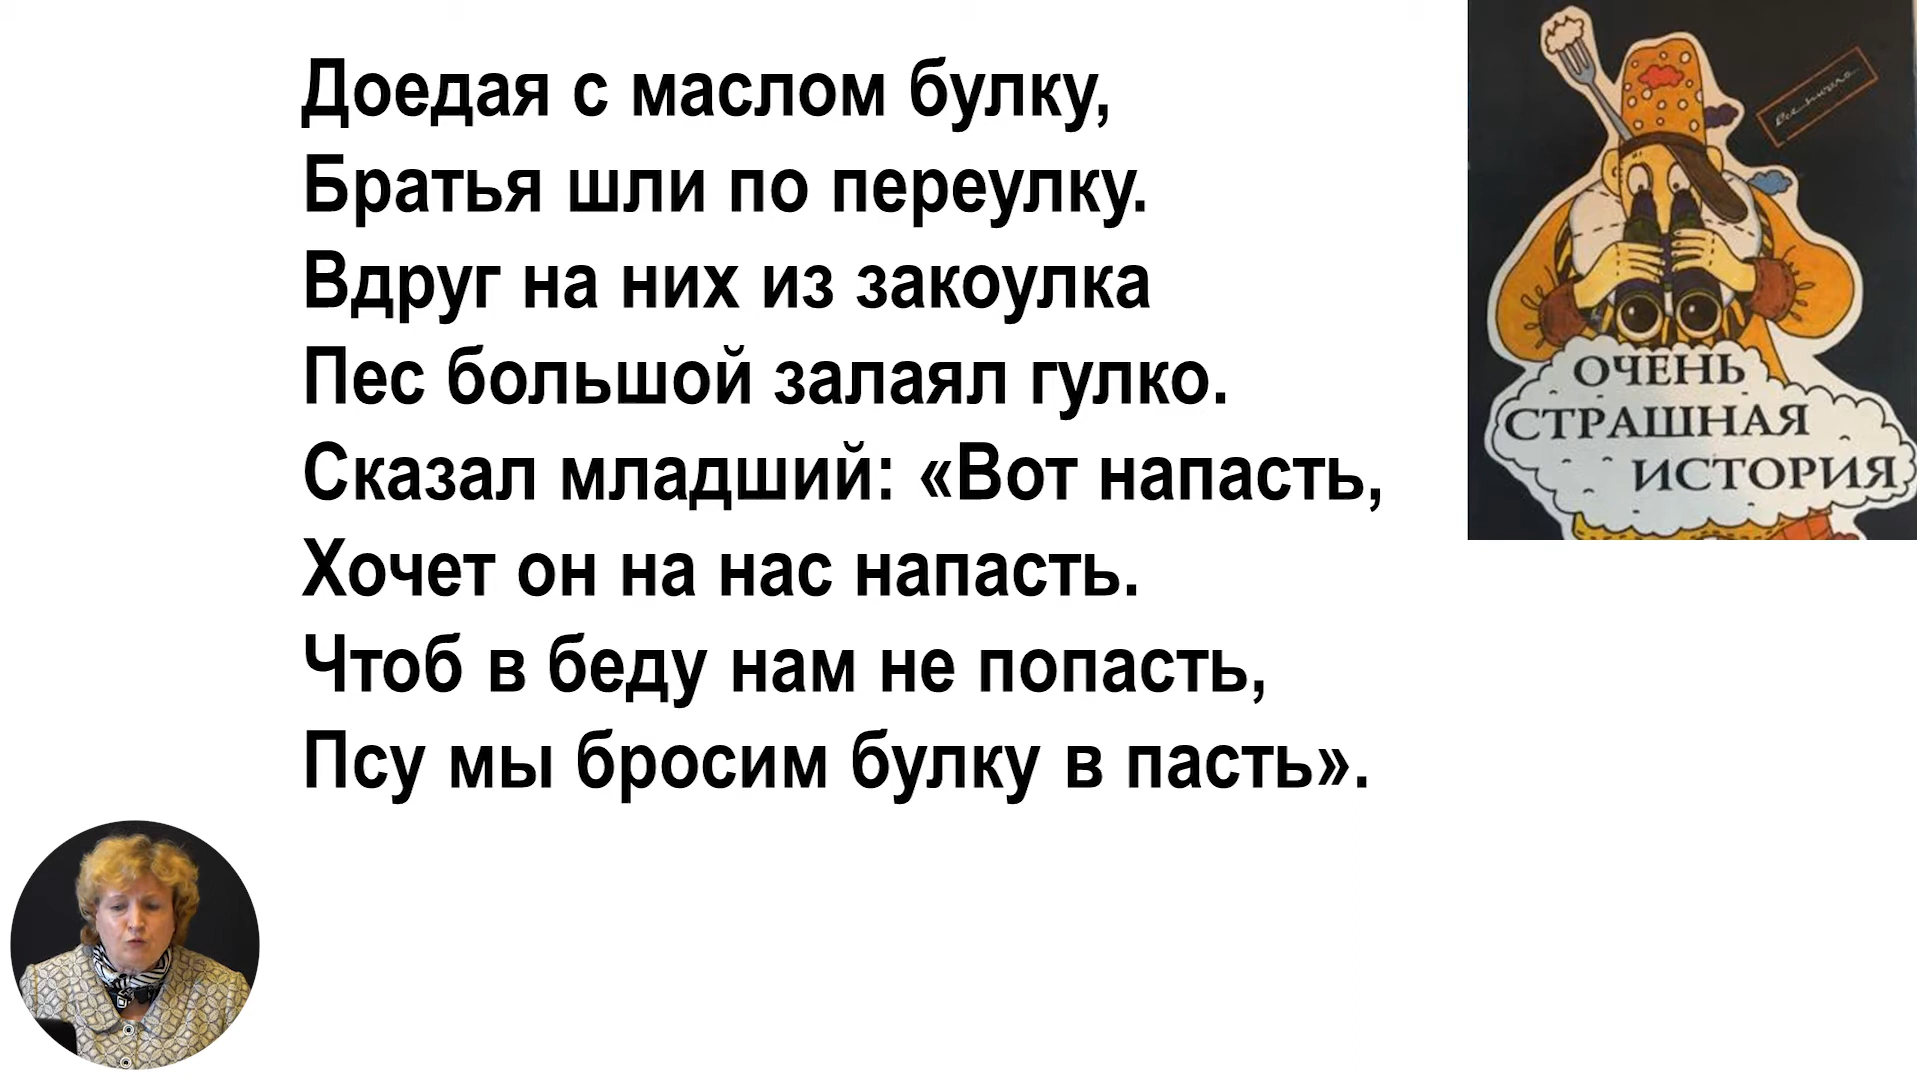 Доедая с маслом булку,
Братья шли по переулку.
Вдруг на них из закоулка
Пес большой залаял гулко.
Сказал младший: «Вот напасть,
Хочет он на нас напасть.
Чтоб в беду нам не попасть,
Псу мы бросим булку в пасть».
ОЧЕНЬ
СТРАШНАЯ
ИСТОРИЯ